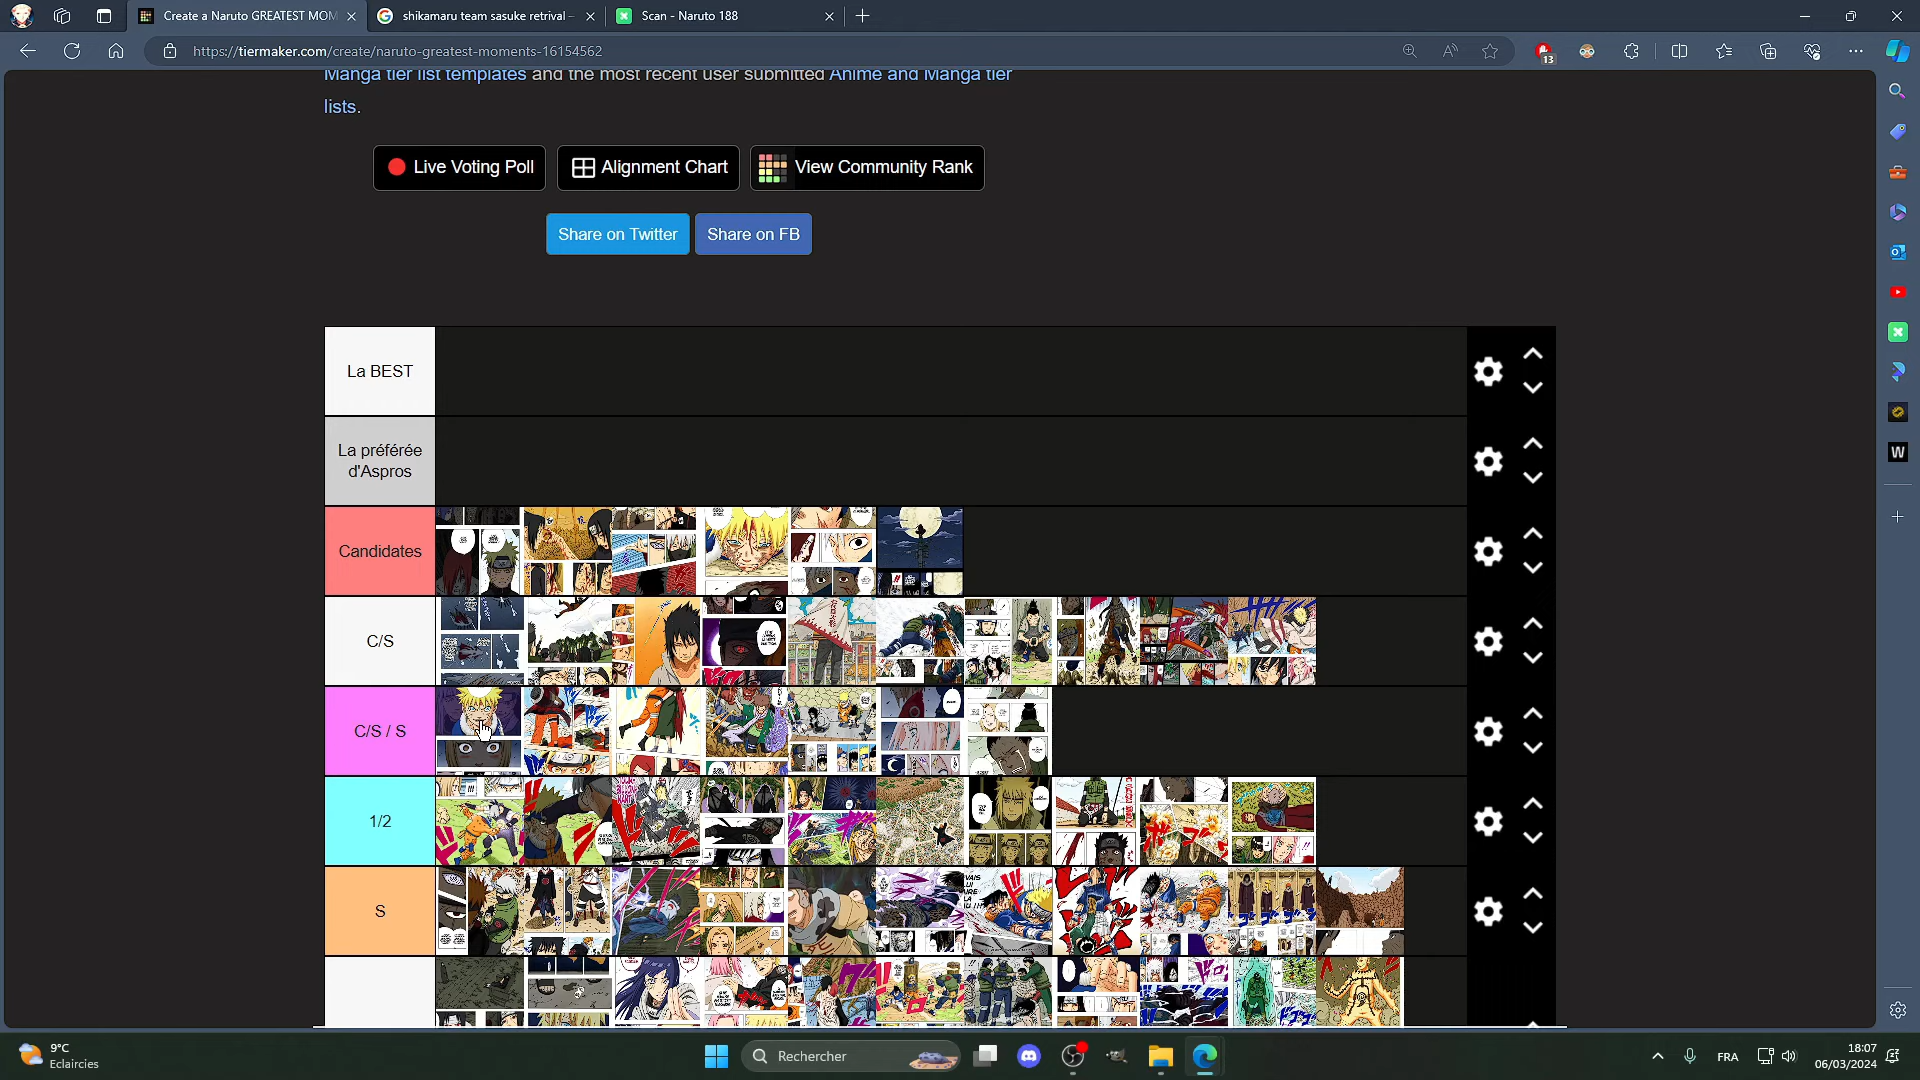 Create a Naruto GREATEST MOM
shikamaru team sasuke retrival –
Scan - Naruto 188
https://tiermaker.com/create/naruto-greatest-moments-16154562
13
Manga tier list templates and the most recent user submitted Anime and Manga tier
lists.
Live Voting Poll
Alignment Chart
View Community Rank
Share on Twitter
Share on FB
La BEST
La préférée
d'Aspros
Candidates
C/S
C/S / S
1/2
S
W
9°C
Eclaircies
Rechercher
FRA
18:07
06/03/2024